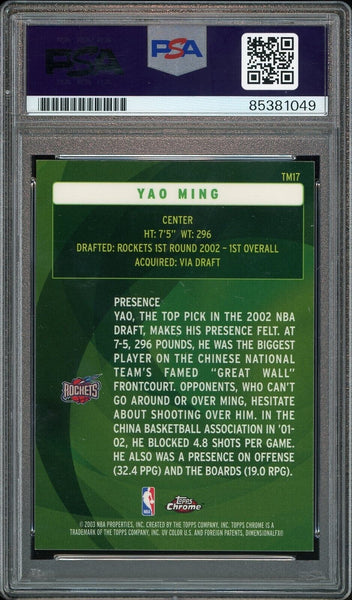 PSA
PSA
85381049
TM17
YAO MING
CENTER
HT: 7'5" WT: 296
DRAFTED: ROCKETS 1ST ROUND 2002 – 1ST OVERALL
ACQUIRED: VIA DRAFT
PRESENCE
YAO, THE TOP PICK IN THE 2002 NBA
DRAFT, MAKES HIS PRESENCE FELT. AT
7-5, 296 POUNDS, HE WAS THE BIGGEST
PLAYER ON THE CHINESE NATIONAL
TEAM'S FAMED "GREAT WALL"
FRONTCOURT. OPPONENTS, WHO CAN'T
GO AROUND OR OVER MING, HESITATE
ABOUT SHOOTING OVER HIM. IN THE
CHINA BASKETBALL ASSOCIATION IN '01-
02, HE BLOCKED 4.8 SHOTS PER GAME.
HE ALSO WAS A PRESENCE ON OFFENSE
(32.4 PPG) AND THE BOARDS (19.0 RPG).
ROCKETS
NBA
Topps
Chrome
© 2003 NBA PROPERTIES, INC. CREATED BY THE TOPPS COMPANY, INC. TOPPS CHROME IS A
TRADEMARK OF THE TOPPS COMPANY, INC. UV COLOR U.S. AND FOREIGN PATENTS, DIMENSIONALFX®